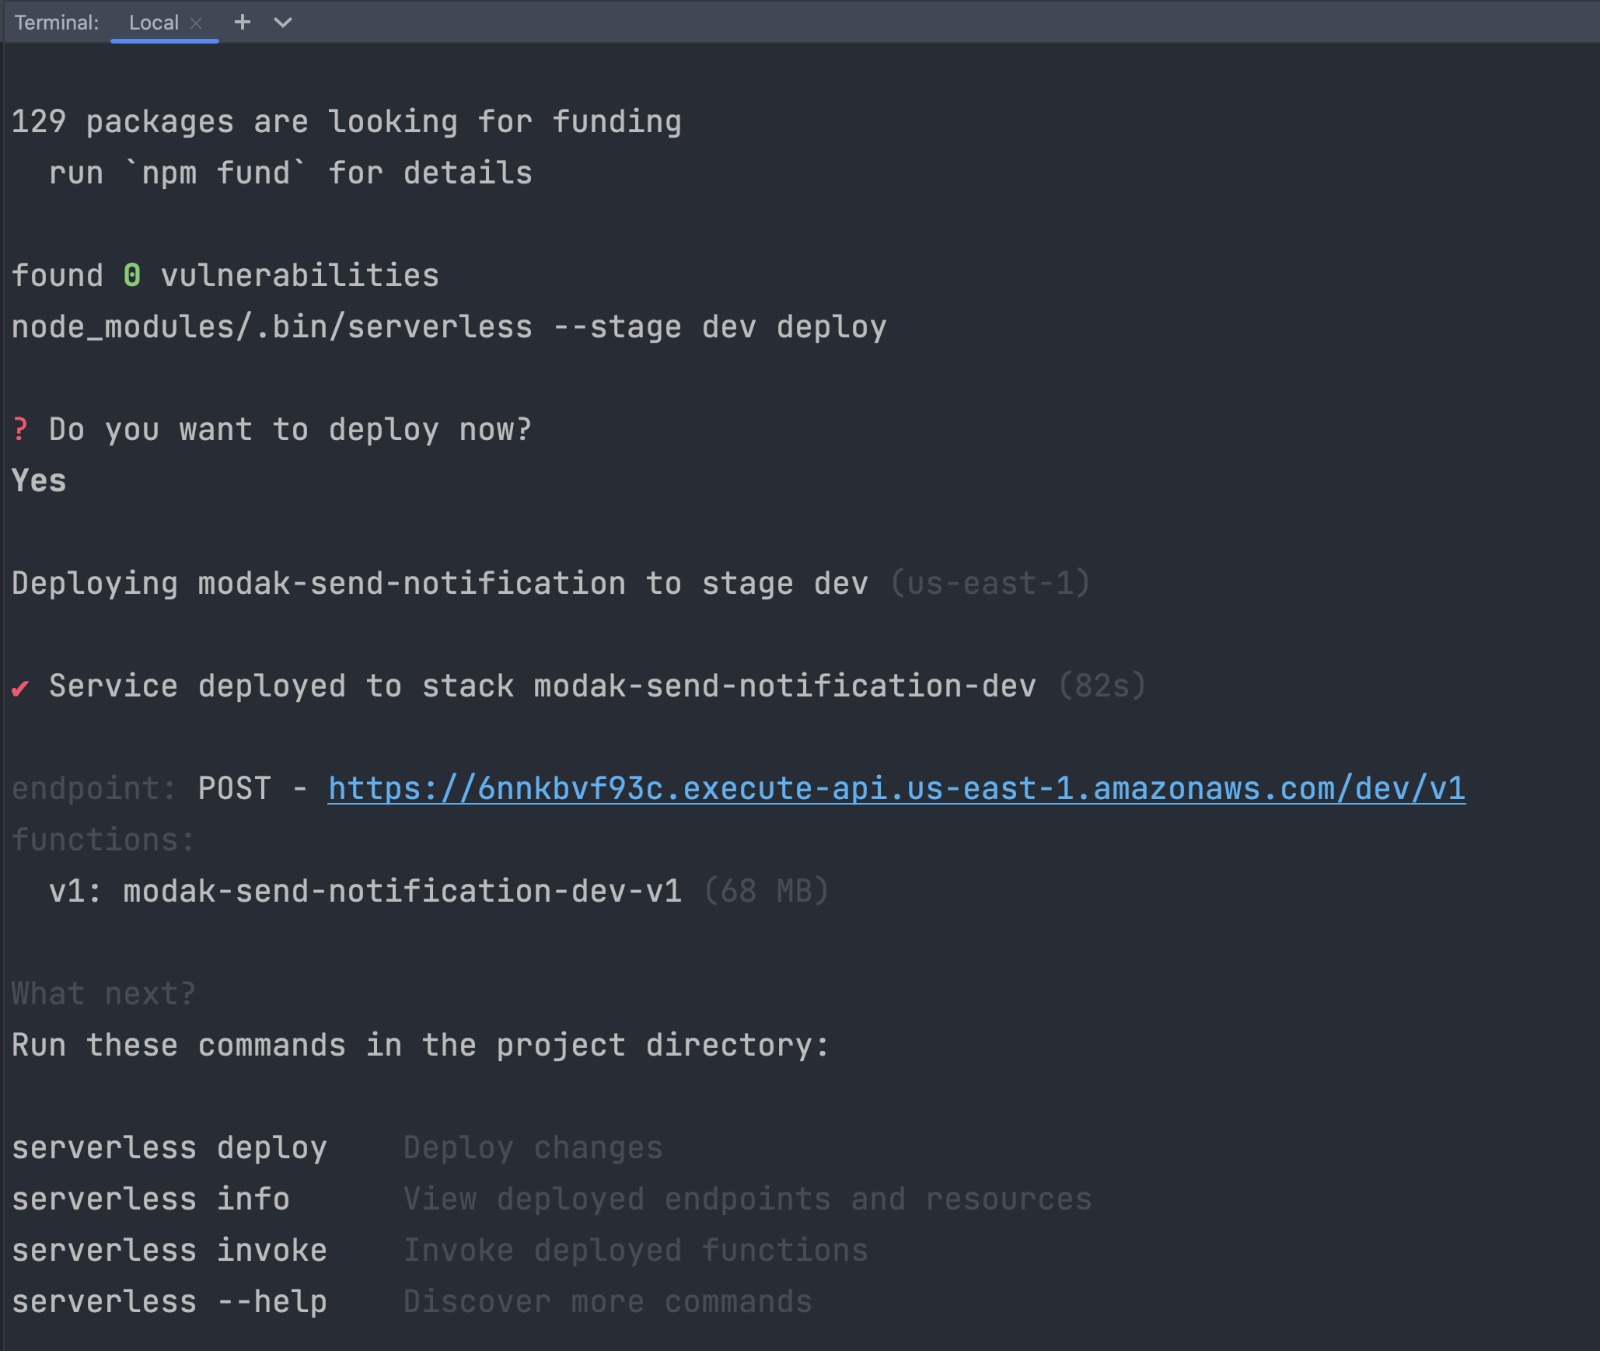 Terminal: Local
129 packages are looking for funding
run `npm fund` for details
found 0 vulnerabilities
node_modules/.bin/serverless --stage dev deploy
? Do you want to deploy now?
Yes
Deploying modak-send-notification to stage dev (us-east-1)
✔ Service deployed to stack modak-send-notification-dev (82s)
endpoint: POST - https://6nnkbvf93c.execute-api.us-east-1.amazonaws.com/dev/v1
functions:
v1: modak-send-notification-dev-v1 (68 MB)
What next?
Run these commands in the project directory:
serverless deploy Deploy changes
serverless info View deployed endpoints and resources
serverless invoke Invoke deployed functions
serverless --help Discover more commands